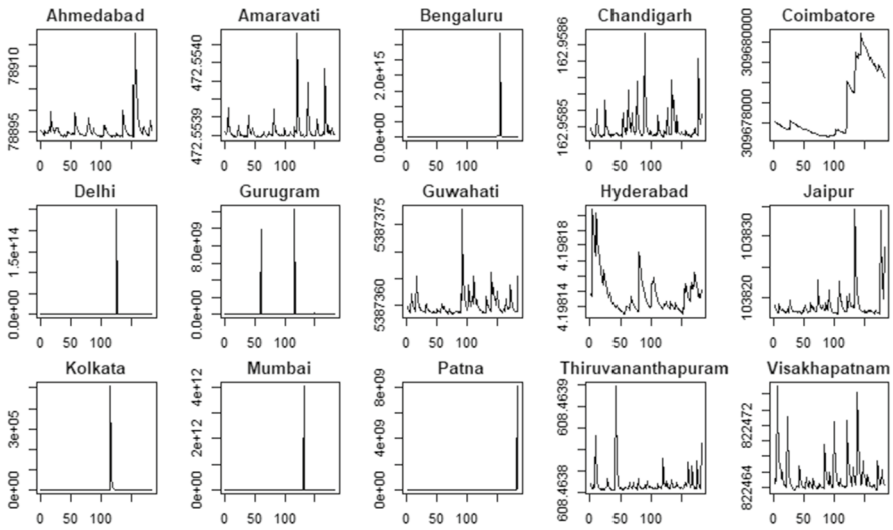 Ahmedabad Amaravati Bengaluru Chandigarh Coimbatore
78895 78910 472.5539 472.5540 0.0e+00 2.0e+15 162.9585 162.9586 309678000 309680000
0 50 100 0 50 100 0 50 100 0 50 100 0 50 100
Delhi Gurugram Guwahati Hyderabad Jaipur
0.0e+00 1.5e+14 0.0e+00 8.0e+09 5387360 5387375 4.19814 4.19818 103820 103830
0 50 100 0 50 100 0 50 100 0 50 100 0 50 100
Kolkata Mumbai Patna Thiruvananthapuram Visakhapatnam
0e+00 3e+05 0e+00 2e+12 4e+12 0e+00 4e+09 8e+09 608.4638 608.4639 822464 822472
0 50 100 0 50 100 0 50 100 0 50 100 0 50 100